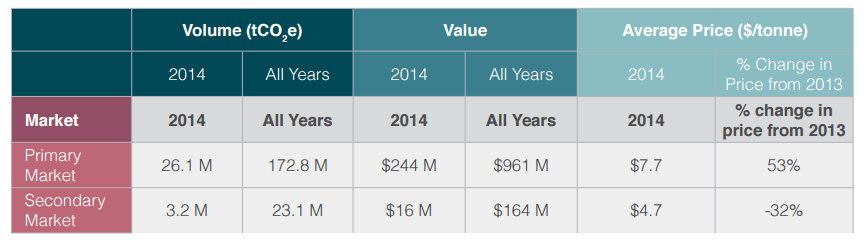 Volume (tCO₂e) Value Average Price ($/tonne)
2014 All Years 2014 All Years 2014 % Change in Price from 2013
Market 2014 All Years 2014 All Years 2014 % change in price from 2013
Primary Market 26.1 M 172.8 M $244 M $961 M $7.7 53%
Secondary Market 3.2 M 23.1 M $16 M $164 M $4.7 -32%